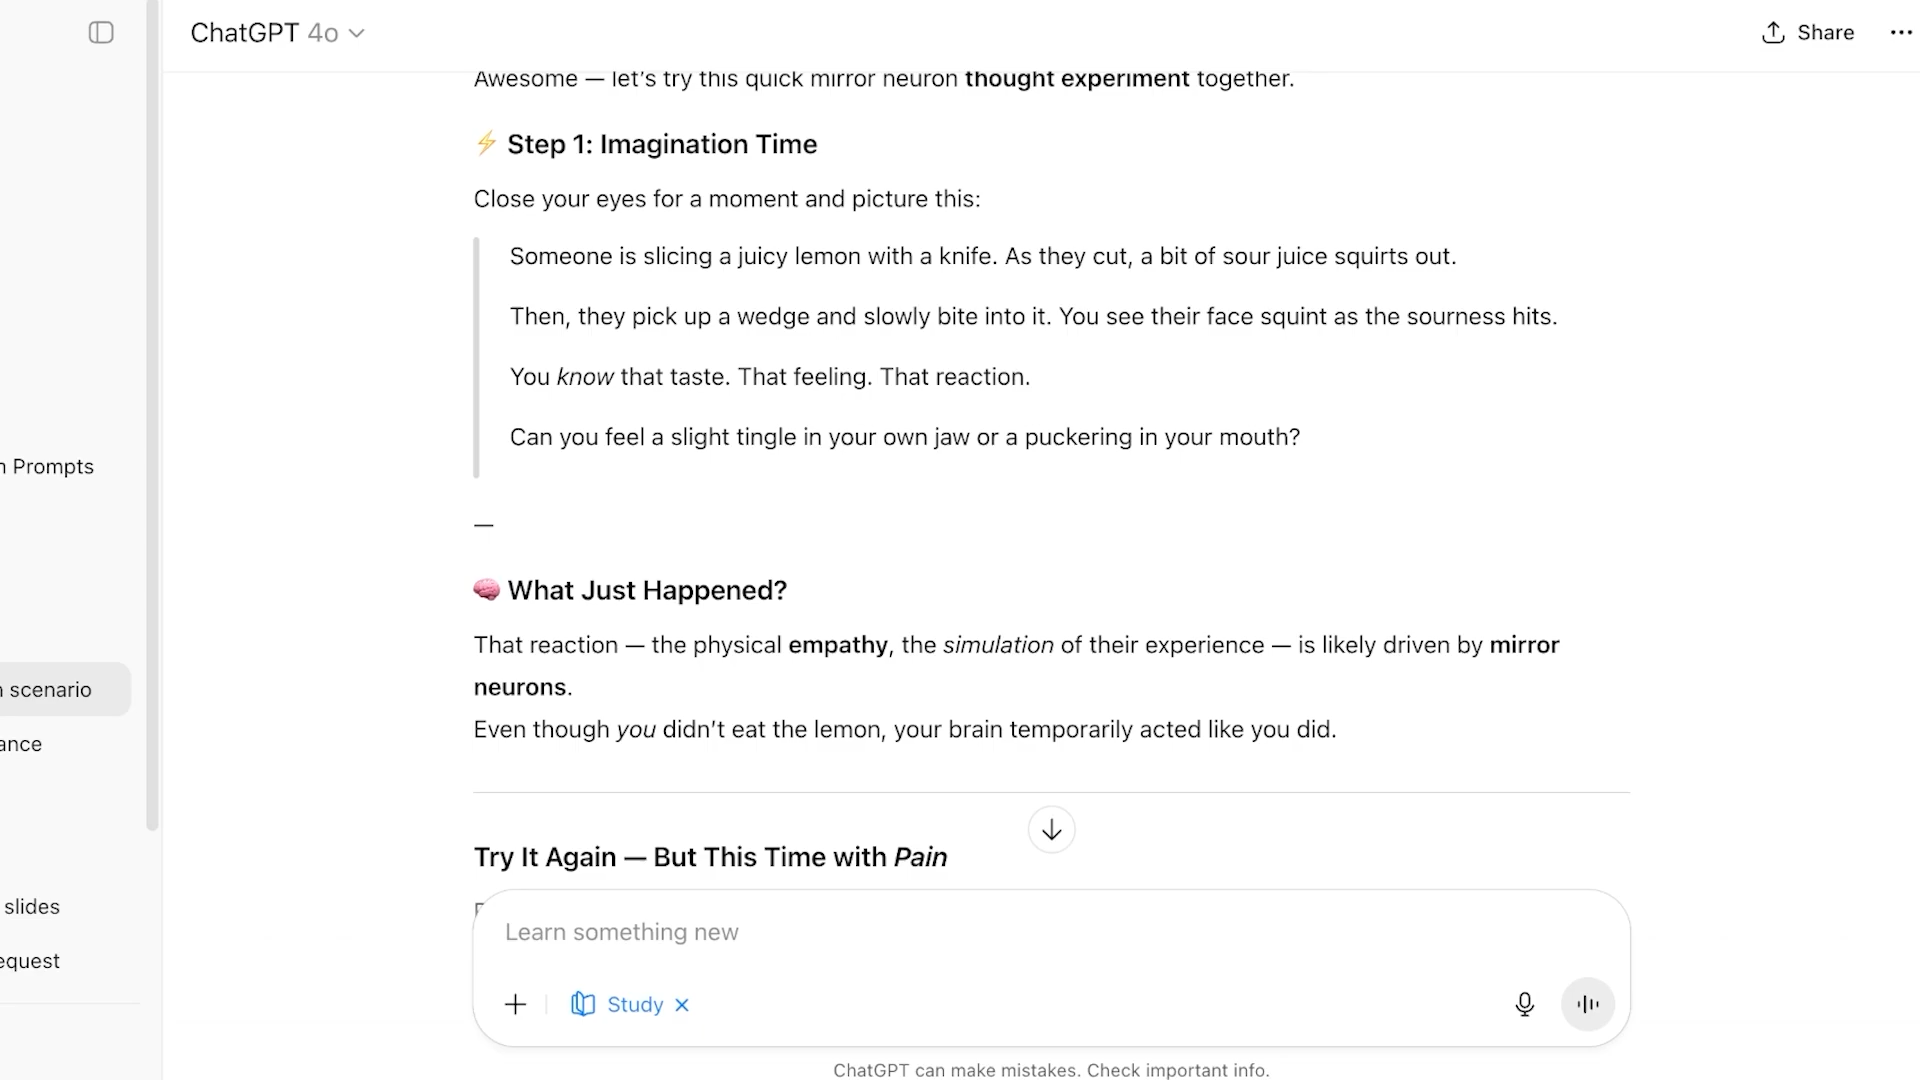 ChatGPT 4o
Share
Awesome — let's try this quick mirror neuron thought experiment together.
⚡ Step 1: Imagination Time
Close your eyes for a moment and picture this:
Someone is slicing a juicy lemon with a knife. As they cut, a bit of sour juice squirts out.
Then, they pick up a wedge and slowly bite into it. You see their face squint as the sourness hits.
You know that taste. That feeling. That reaction.
Can you feel a slight tingle in your own jaw or a puckering in your mouth?
—
🧠 What Just Happened?
That reaction — the physical empathy, the simulation of their experience — is likely driven by mirror
neurons.
Even though you didn't eat the lemon, your brain temporarily acted like you did.
Try It Again — But This Time with Pain
Learn something new
Study
ChatGPT can make mistakes. Check important info.
n Prompts
n scenario
ance
slides
equest